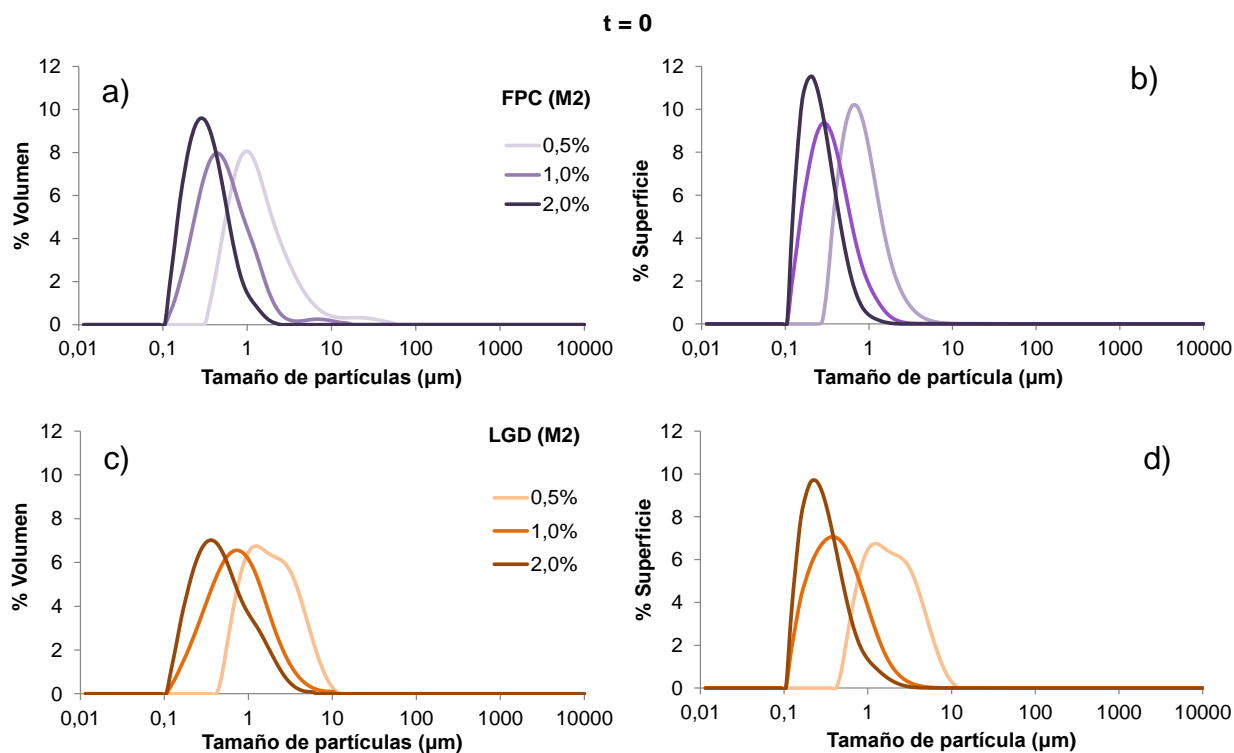 t = 0
a)
% Volumen
12
10
8
6
4
2
0
0,01 0,1 1 10 100 1000 10000
Tamaño de partículas (µm)
FPC (M2)
0,5%
1,0%
2,0%
b)
% Superficie
12
10
8
6
4
2
0
0,01 0,1 1 10 100 1000 10000
Tamaño de partícula (µm)
c)
% Volumen
12
10
8
6
4
2
0
0,01 0,1 1 10 100 1000 10000
Tamaño de partículas (µm)
LGD (M2)
0,5%
1,0%
2,0%
d)
% Superficie
12
10
8
6
4
2
0
0,01 0,1 1 10 100 1000 10000
Tamaño de partícula (µm)